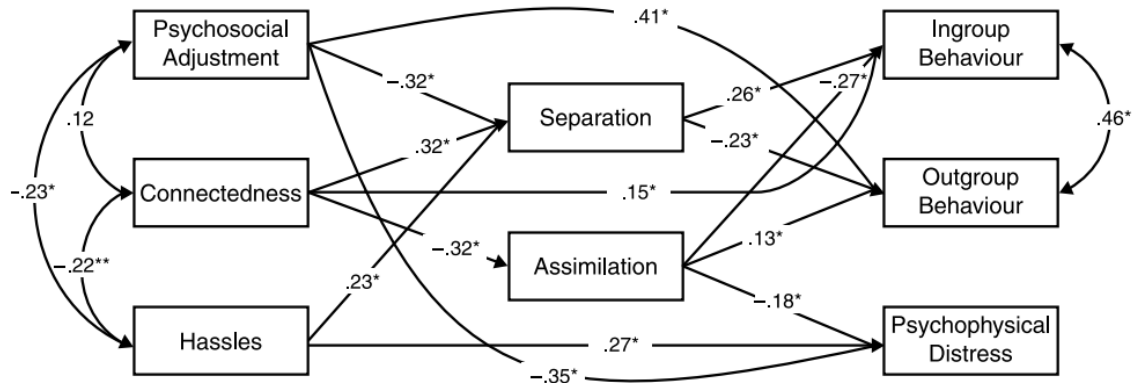 Psychosocial
Adjustment
Connectedness
Hassles
Separation
Assimilation
Ingroup
Behaviour
Outgroup
Behaviour
Psychophysical
Distress
.41*
–.32*
.12
.32*
–.23*
–.22**
.23*
–.32*
.15*
.26*
–.27*
–.23*
.46*
.13*
–.18*
.27*
–.35*